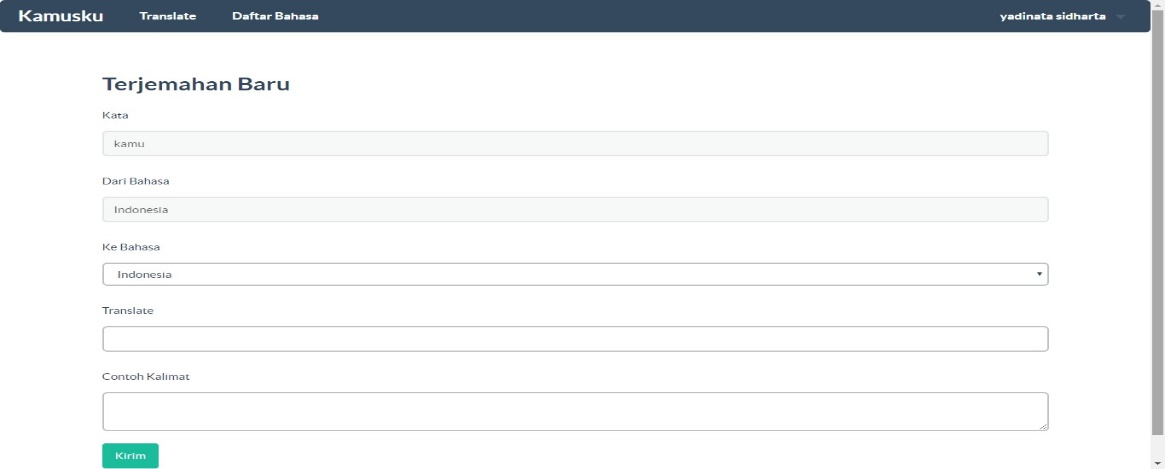 Kamusku Translate Daftar Bahasa yadinata sidharta
Terjemahan Baru
Kata
kamu
Dari Bahasa
Indonesia
Ke Bahasa
Indonesia
Translate
Contoh Kalimat
Kirim